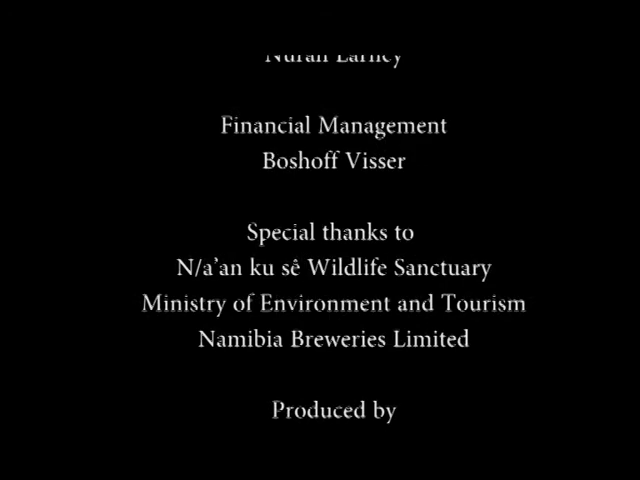 Financial Management
Boshoff Visser
Special thanks to
N/a’an ku sê Wildlife Sanctuary
Ministry of Environment and Tourism
Namibia Breweries Limited
Produced by